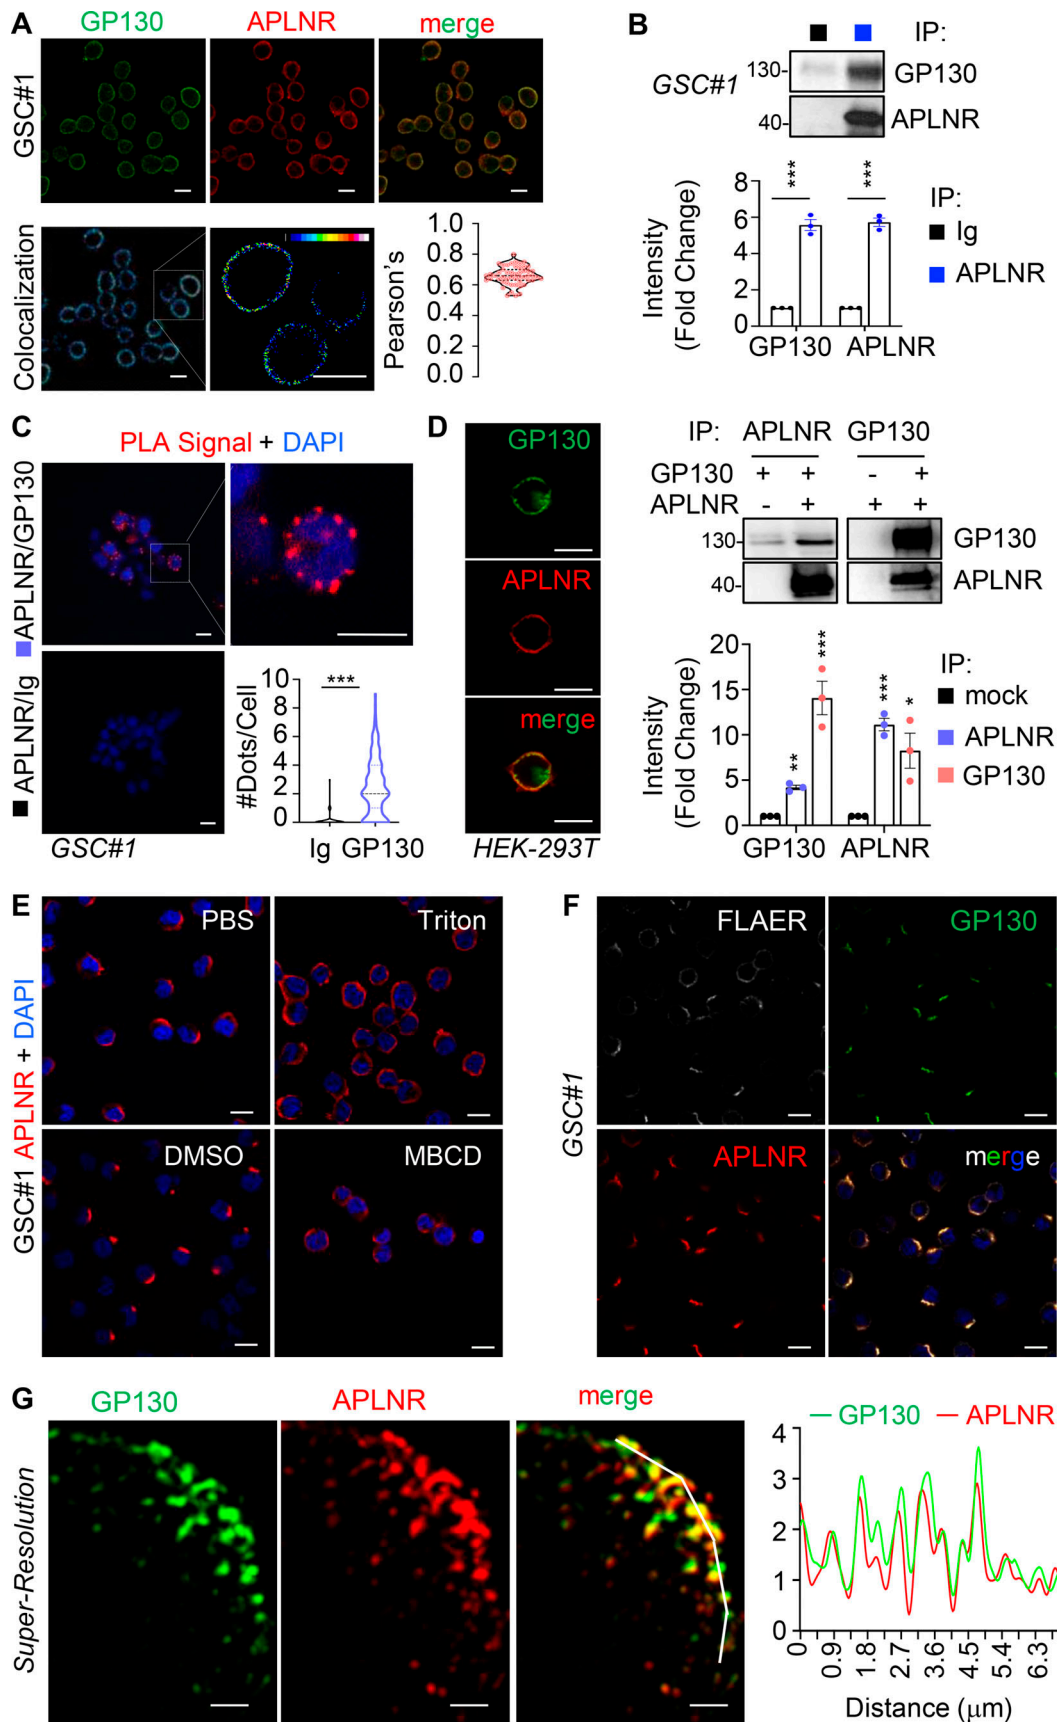 A
GP130
APLNR
merge
GSC#1
Colocalization
Pearson's
1.0
0.8
0.6
0.4
0.2
0.0
B
IP:
GSC#1
130-
GP130
40-
APLNR
***
***
Intensity
(Fold Change)
8
6
4
2
0
GP130
APLNR
IP:
Ig
APLNR
C
PLA Signal + DAPI
APLNR/Ig
APLNR/GP130
GSC#1
#Dots/Cell
10
8
6
4
2
0
***
Ig GP130
D
GP130
APLNR
merge
HEK-293T
IP:
APLNR
GP130
GP130
+
+
-
+
APLNR
-
+
+
+
130-
GP130
40-
APLNR
Intensity
(Fold Change)
20
15
10
5
0
**
***
***
*
GP130
APLNR
IP:
mock
APLNR
GP130
E
GSC#1 APLNR + DAPI
PBS
Triton
DMSO
MBCD
F
GSC#1
FLAER
GP130
APLNR
merge
G
Super-Resolution
GP130
APLNR
merge
GP130
APLNR
4
3
2
1
0
0
0.9
1.8
2.7
3.6
4.5
5.4
6.3
Distance (μm)